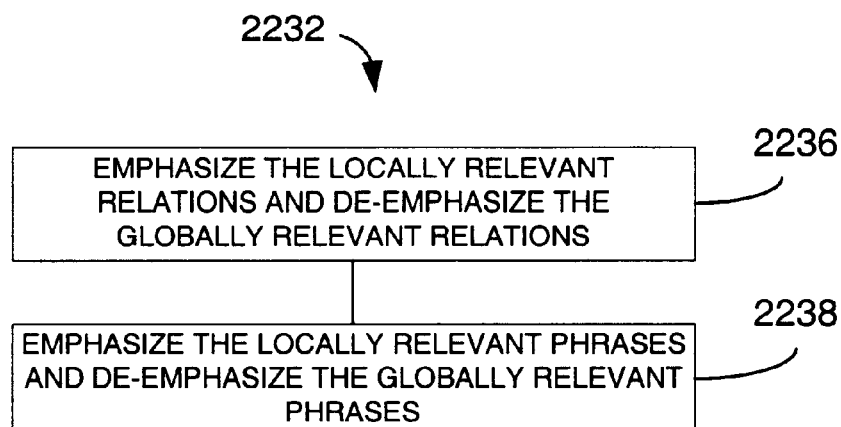 2232
2236
EMPHASIZE THE LOCALLY RELEVANT
RELATIONS AND DE-EMPHASIZE THE
GLOBALLY RELEVANT RELATIONS
2238
EMPHASIZE THE LOCALLY RELEVANT PHRASES
AND DE-EMPHASIZE THE GLOBALLY RELEVANT
PHRASES